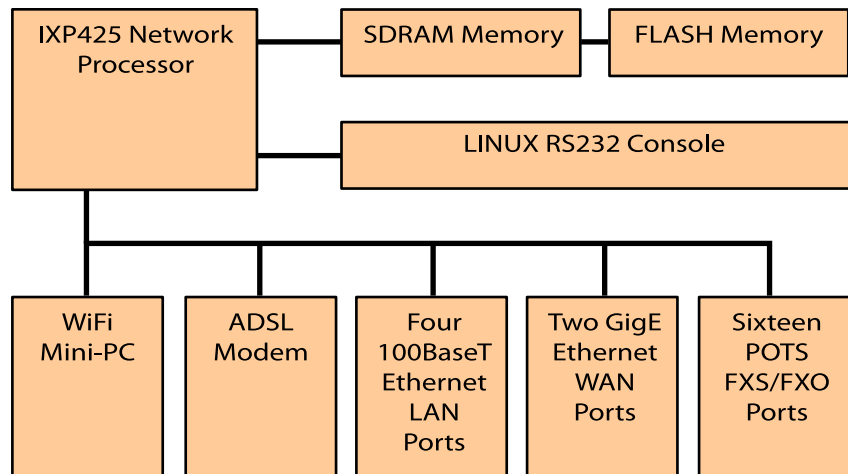 IXP425 Network
Processor
SDRAM Memory
FLASH Memory
LINUX RS232 Console
WiFi
Mini-PC
ADSL
Modem
Four
100BaseT
Ethernet
LAN
Ports
Two GigE
Ethernet
WAN
Ports
Sixteen
POTS
FXS/FXO
Ports